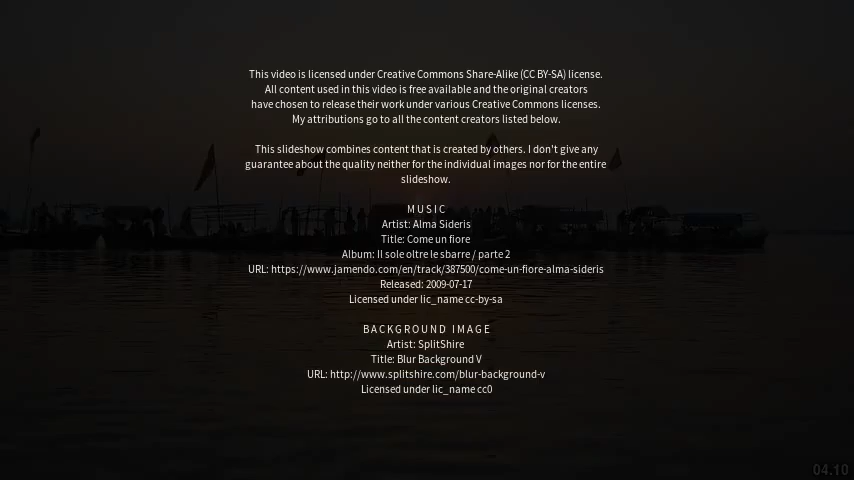 This video is licensed under Creative Commons Share-Alike (CC BY-SA) license.
All content used in this video is free available and the original creators
have chosen to release their work under various Creative Commons licenses.
My attributions go to all the content creators listed below.
This slideshow combines content that is created by others. I don't give any
guarantee about the quality neither for the individual images nor for the entire
slideshow.
MUSIC
Artist: Alma Sideris
Title: Come un fiore
Album: Il sole oltre le sbarre / parte 2
URL: https://www.jamendo.com/en/track/387500/come-un-fiore-alma-sideris
Released: 2009-07-17
Licensed under lic_name cc-by-sa
BACKGROUND IMAGE
Artist: SplitShire
Title: Blur Background V
URL: http://www.splitshire.com/blur-background-v
Licensed under lic_name cc0
04.10